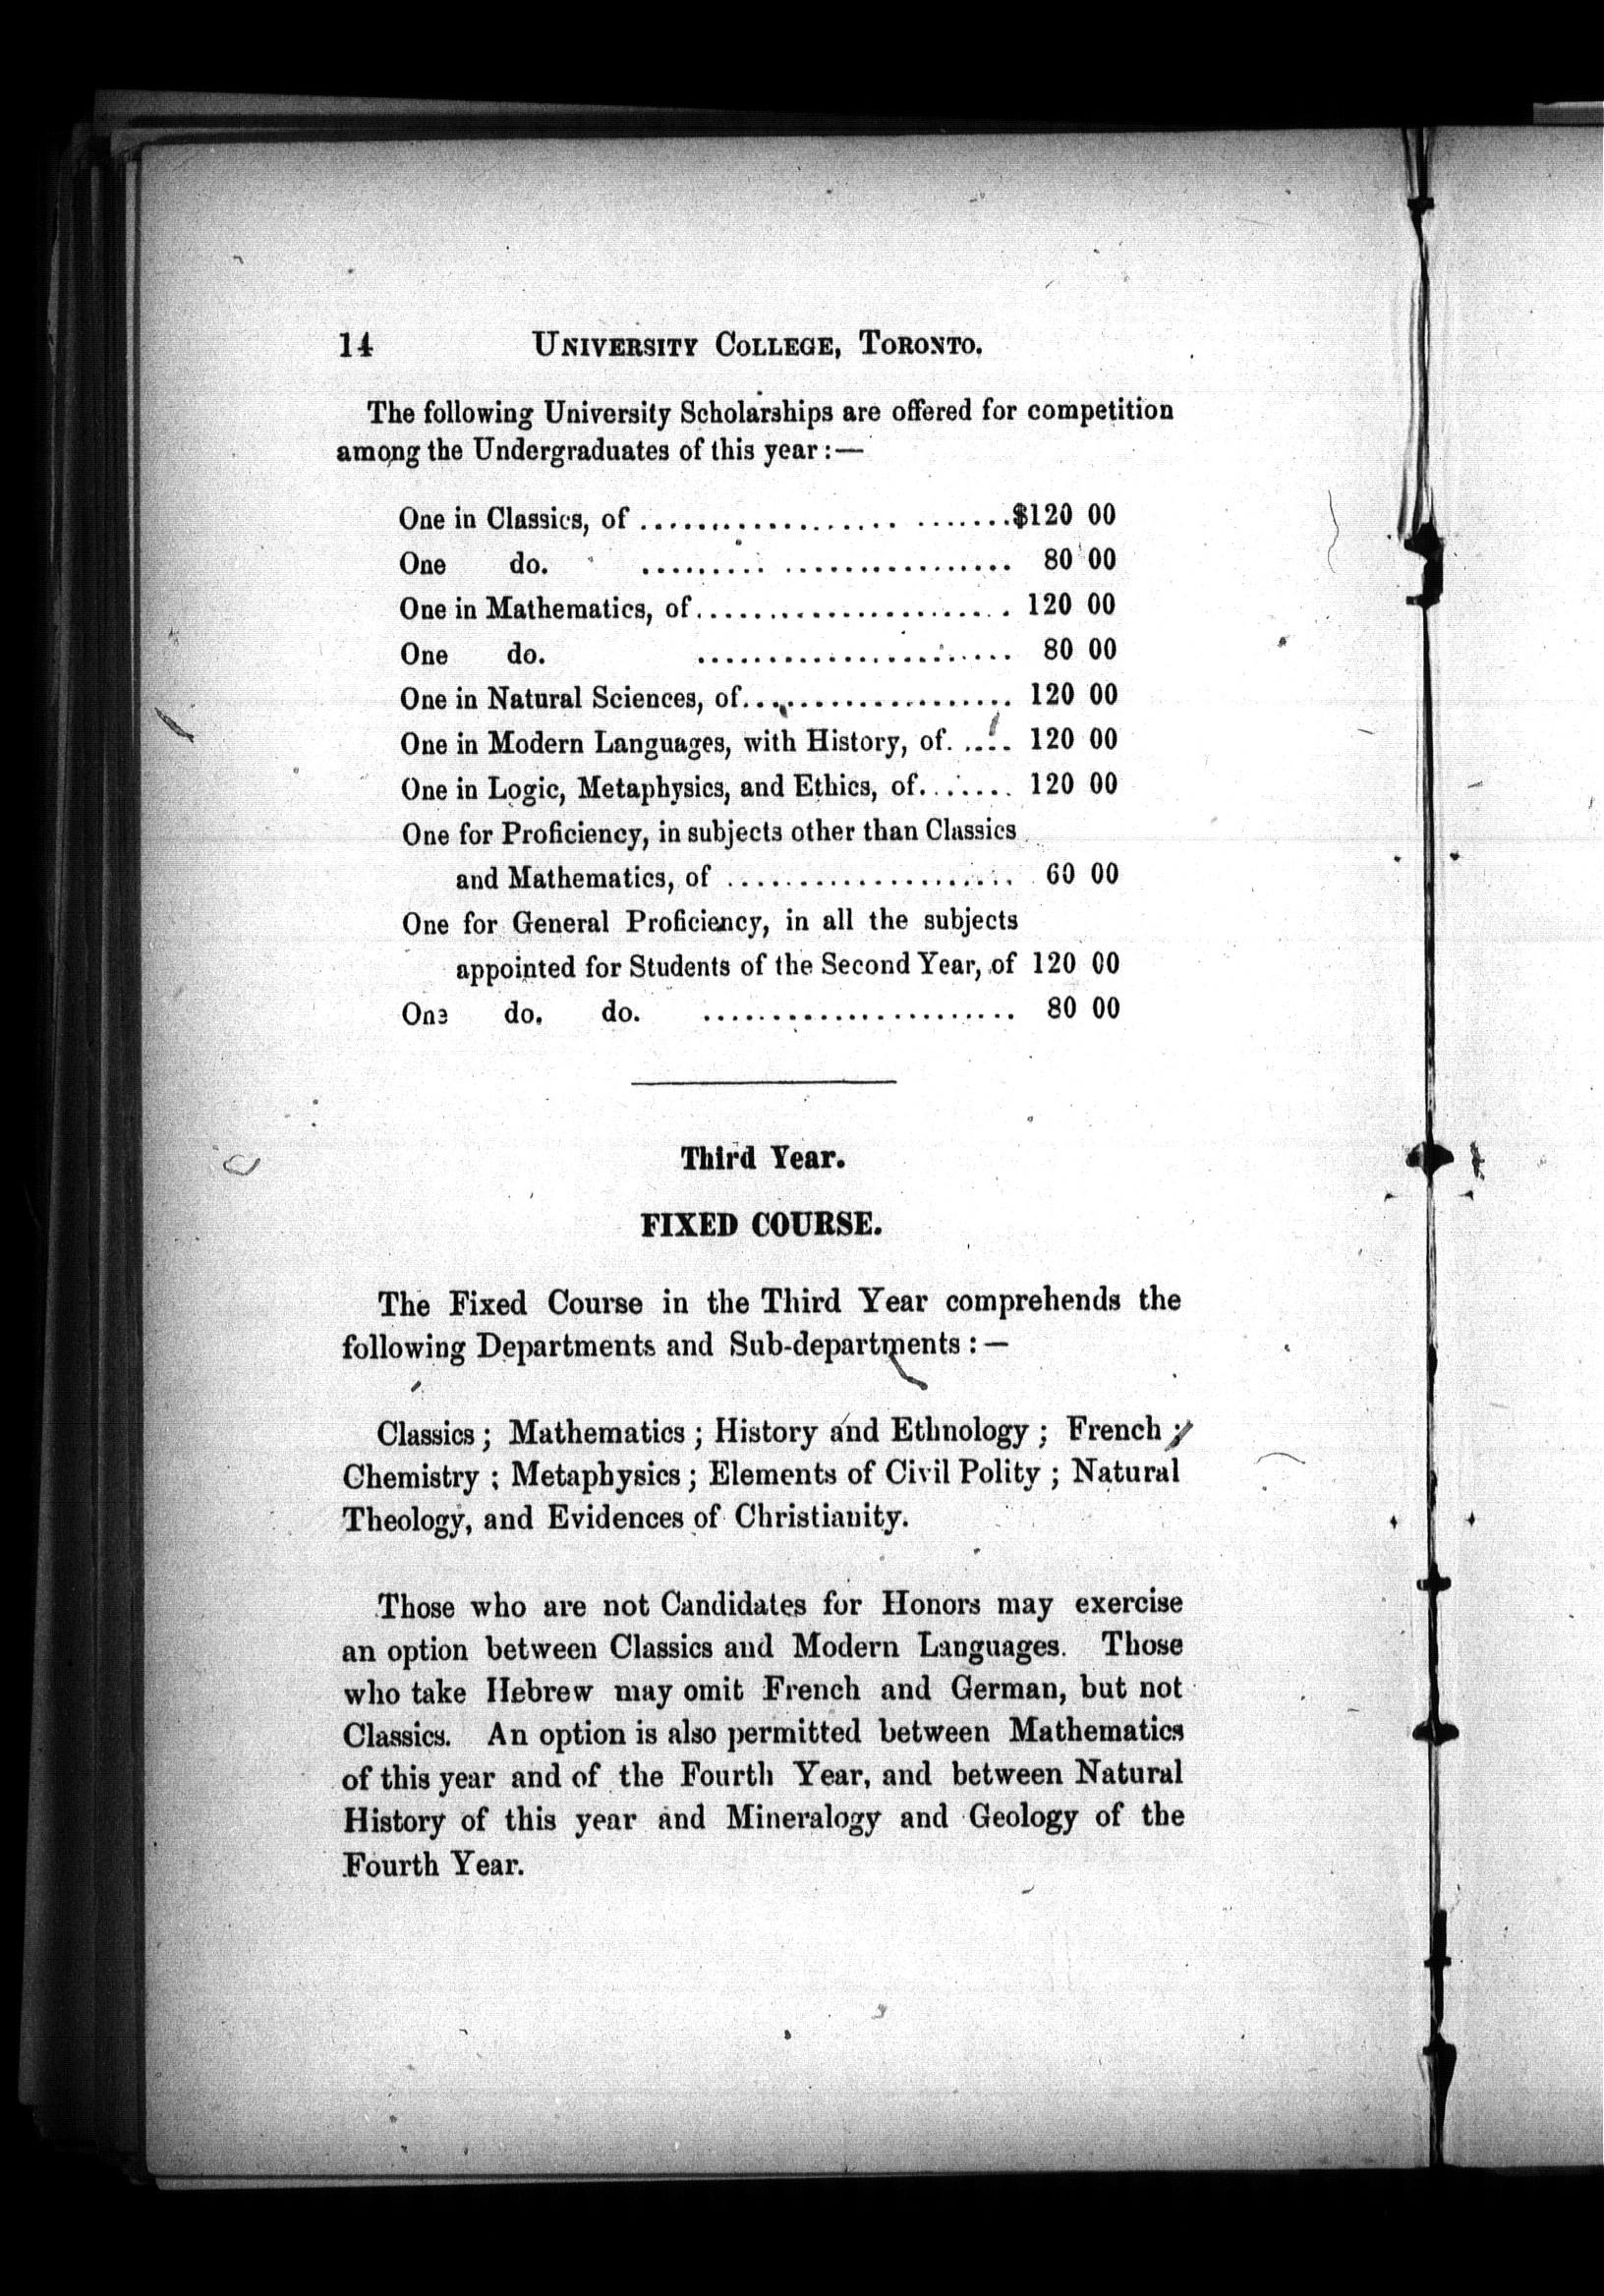 14 UNIVERSITY COLLEGE, TORONTO.
The following University Scholarships are offered for competition
among the Undergraduates of this year :—
One in Classics, of .......................... $120 00
One do. .......................... 80 00
One in Mathematics, of...................... 120 00
One do. ...................... 80 00
One in Natural Sciences, of................... 120 00
One in Modern Languages, with History, of. .... 120 00
One in Logic, Metaphysics, and Ethics, of....... 120 00
One for Proficiency, in subjects other than Classics
and Mathematics, of .................... 60 00
One for General Proficiency, in all the subjects
appointed for Students of the Second Year, of 120 00
One do. do. ...................... 80 00
Third Year.
FIXED COURSE.
The Fixed Course in the Third Year comprehends the
following Departments and Sub-departments :—
Classics ; Mathematics ; History and Ethnology ; French ;
Chemistry ; Metaphysics ; Elements of Civil Polity ; Natural
Theology, and Evidences of Christianity.
Those who are not Candidates for Honors may exercise
an option between Classics and Modern Languages. Those
who take Hebrew may omit French and German, but not
Classics. An option is also permitted between Mathematics
of this year and of the Fourth Year, and between Natural
History of this year and Mineralogy and Geology of the
Fourth Year.